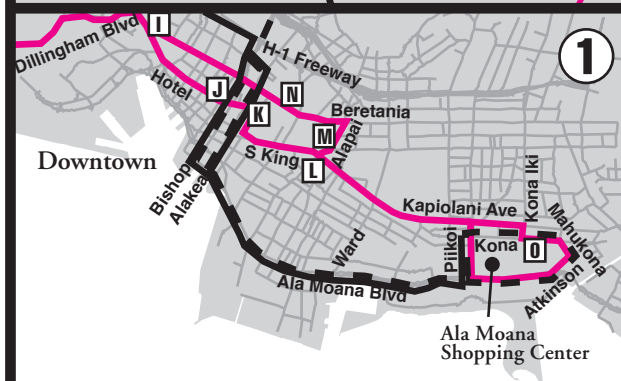 I
1
Dillingham Blvd
H-1 Freeway
Hotel
J
N
K
Beretania
M
Alapai
Downtown
S King
L
Bishop
Alakea
Kona Iki
Kapiolani Ave
Mahukona
Ward
Piikoi
Kona
O
Ala Moana Blvd
Atkinson
Ala Moana
Shopping Center